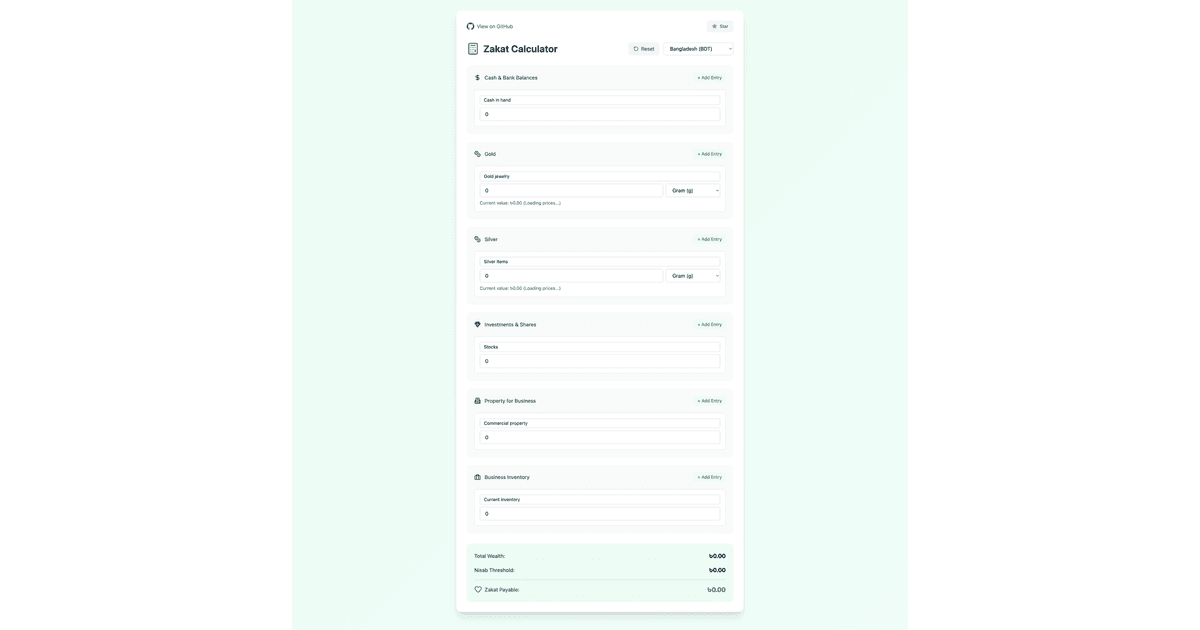 View on GitHub
Star
Zakat Calculator
Reset
Bangladesh (BDT)
Cash & Bank Balances
+ Add Entry
Cash in hand
0
Gold
+ Add Entry
Gold jewelry
0
Gram (g)
Current value: ৳0.00 (Loading prices...)
Silver
+ Add Entry
Silver items
0
Gram (g)
Current value: ৳0.00 (Loading prices...)
Investments & Shares
+ Add Entry
Stocks
0
Property for Business
+ Add Entry
Commercial property
0
Business Inventory
+ Add Entry
Current inventory
0
Total Wealth:
৳0.00
Nisab Threshold:
৳0.00
Zakat Payable:
৳0.00